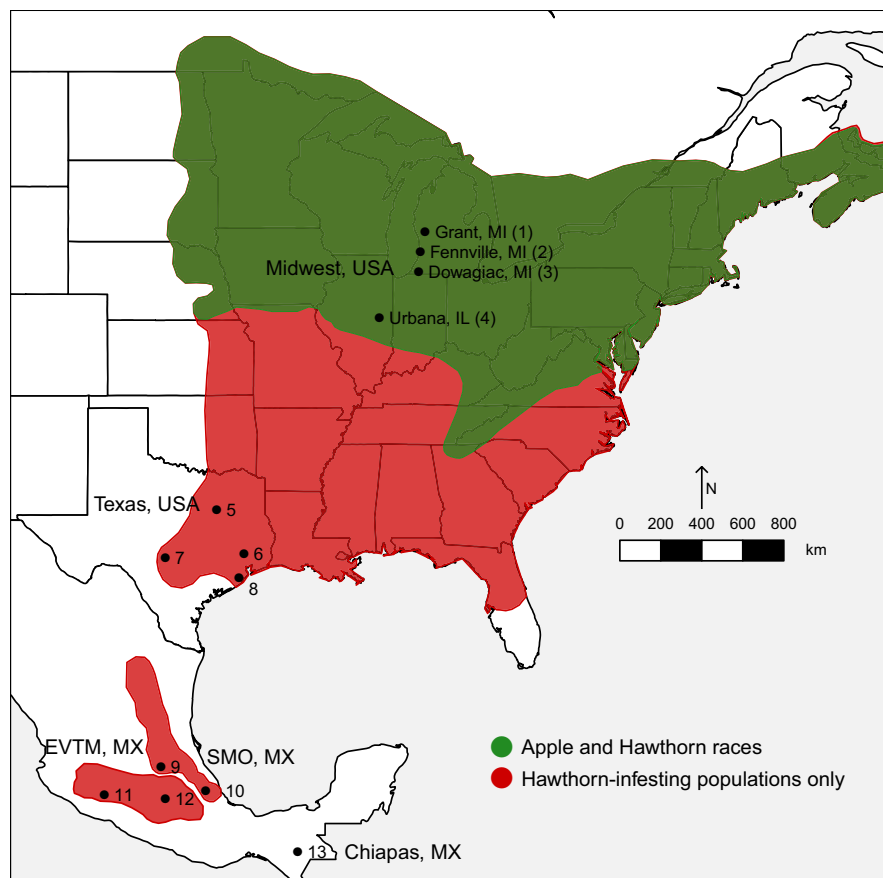 Grant, MI (1)
Fennville, MI (2)
Midwest, USA
Dowagiac, MI (3)
Urbana, IL (4)
Texas, USA
5
N
7
6
8
0 200 400 600 800
km
EVTM, MX
SMO, MX
9
10
11
12
13
Chiapas, MX
Apple and Hawthorn races
Hawthorn-infesting populations only